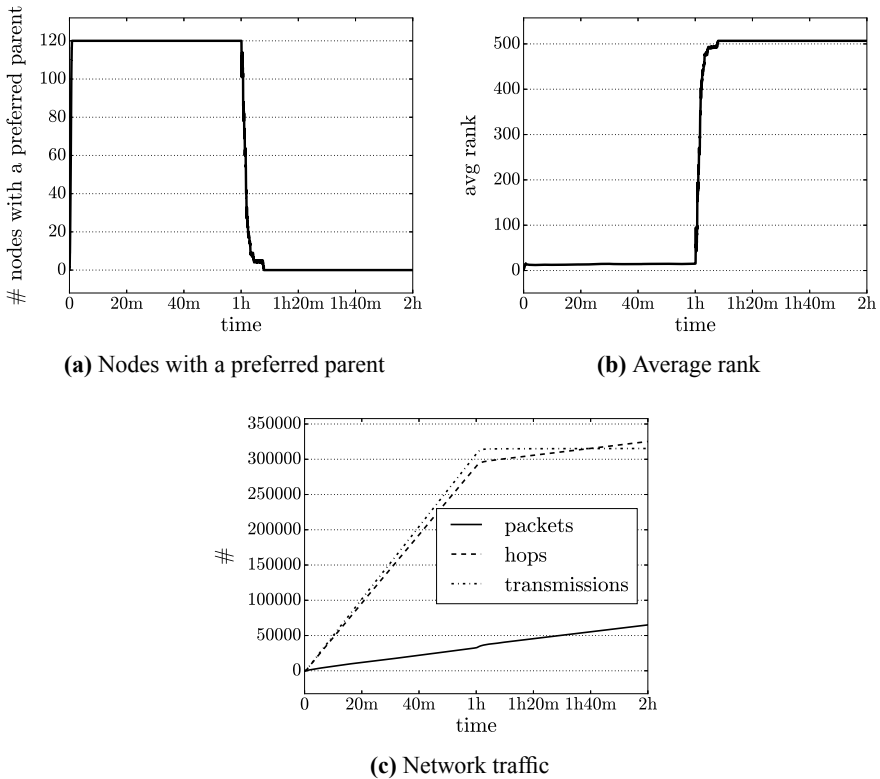 # nodes with a preferred parent
120
100
80
60
40
20
0
0 20m 40m 1h 1h20m 1h40m 2h
time
(a) Nodes with a preferred parent
avg rank
500
400
300
200
100
0
0 20m 40m 1h 1h20m 1h40m 2h
time
(b) Average rank
#
350000
300000
250000
200000
150000
100000
50000
0
packets
hops
transmissions
0 20m 40m 1h 1h20m 1h40m 2h
time
(c) Network traffic